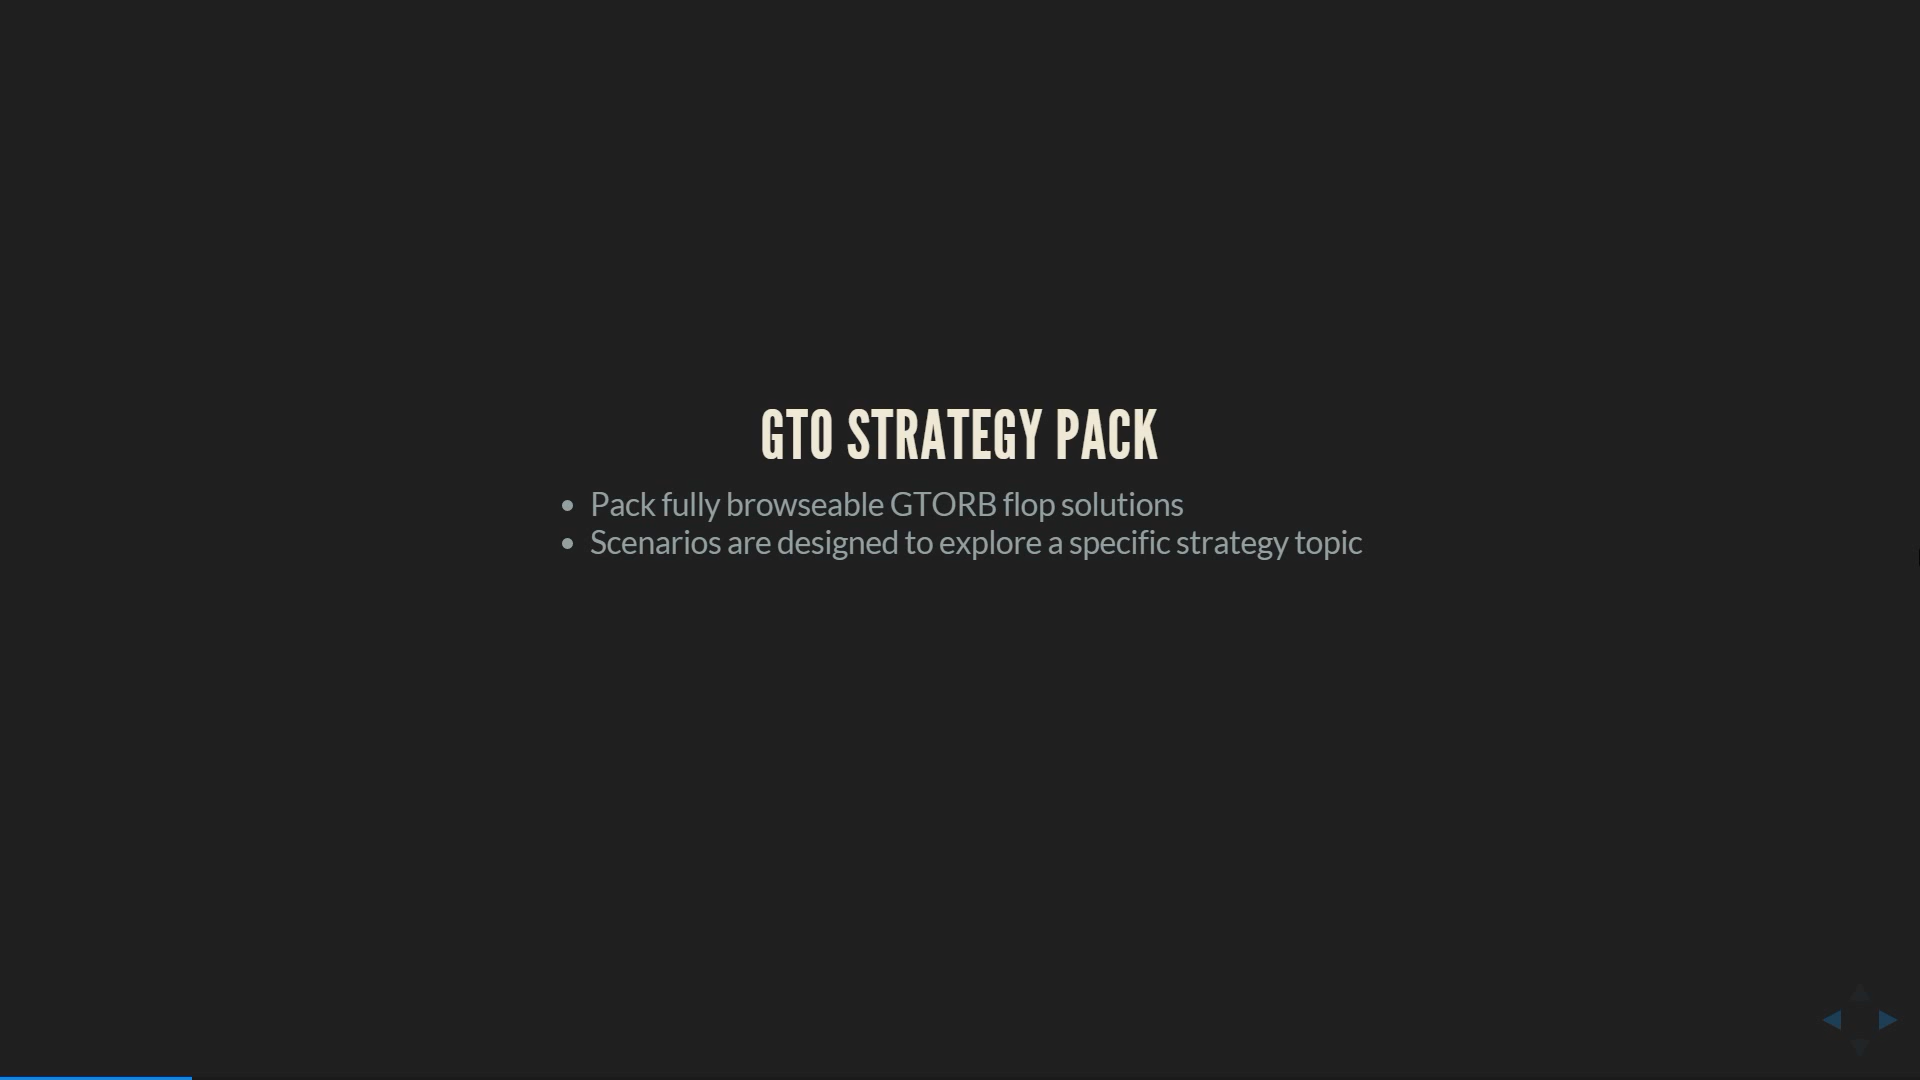 GTO STRATEGY PACK
Pack fully browseable GTORB flop solutions
Scenarios are designed to explore a specific strategy topic